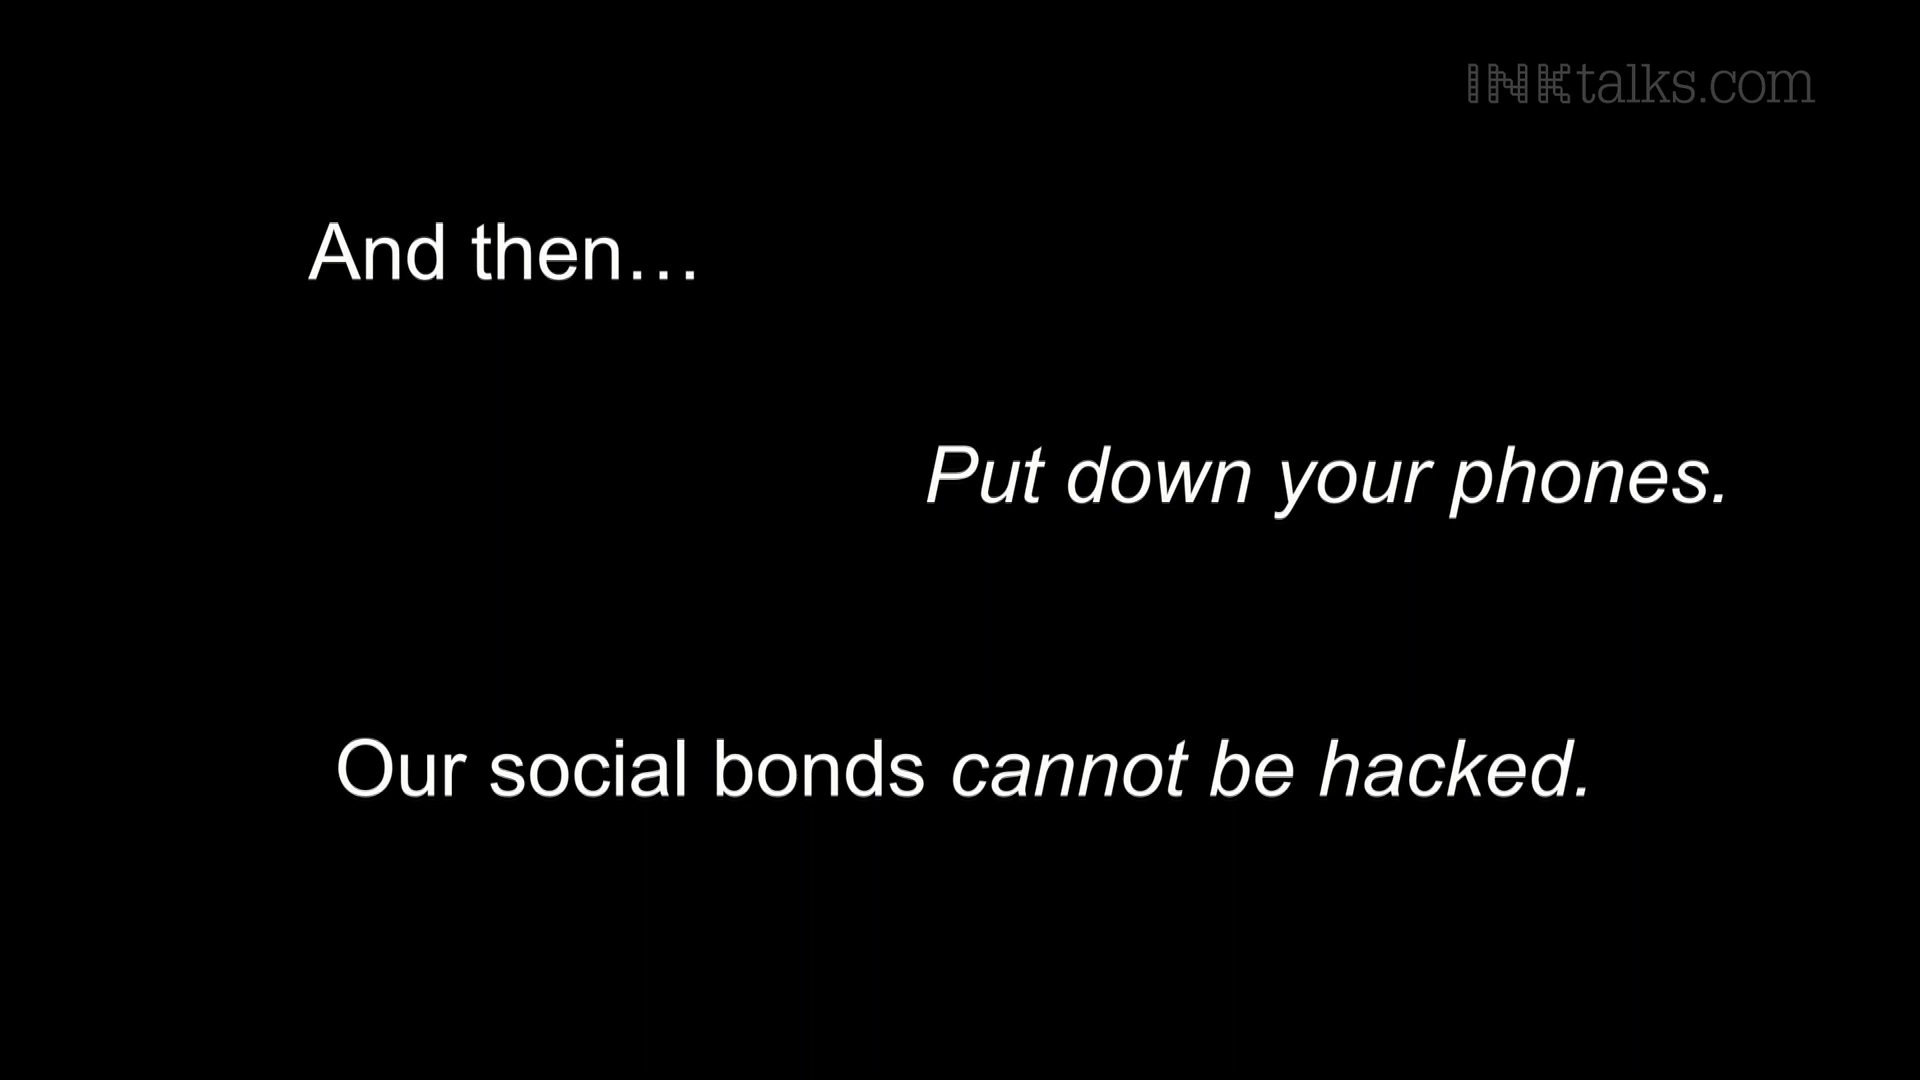 INKtalks.com
And then…
Put down your phones.
Our social bonds cannot be hacked.